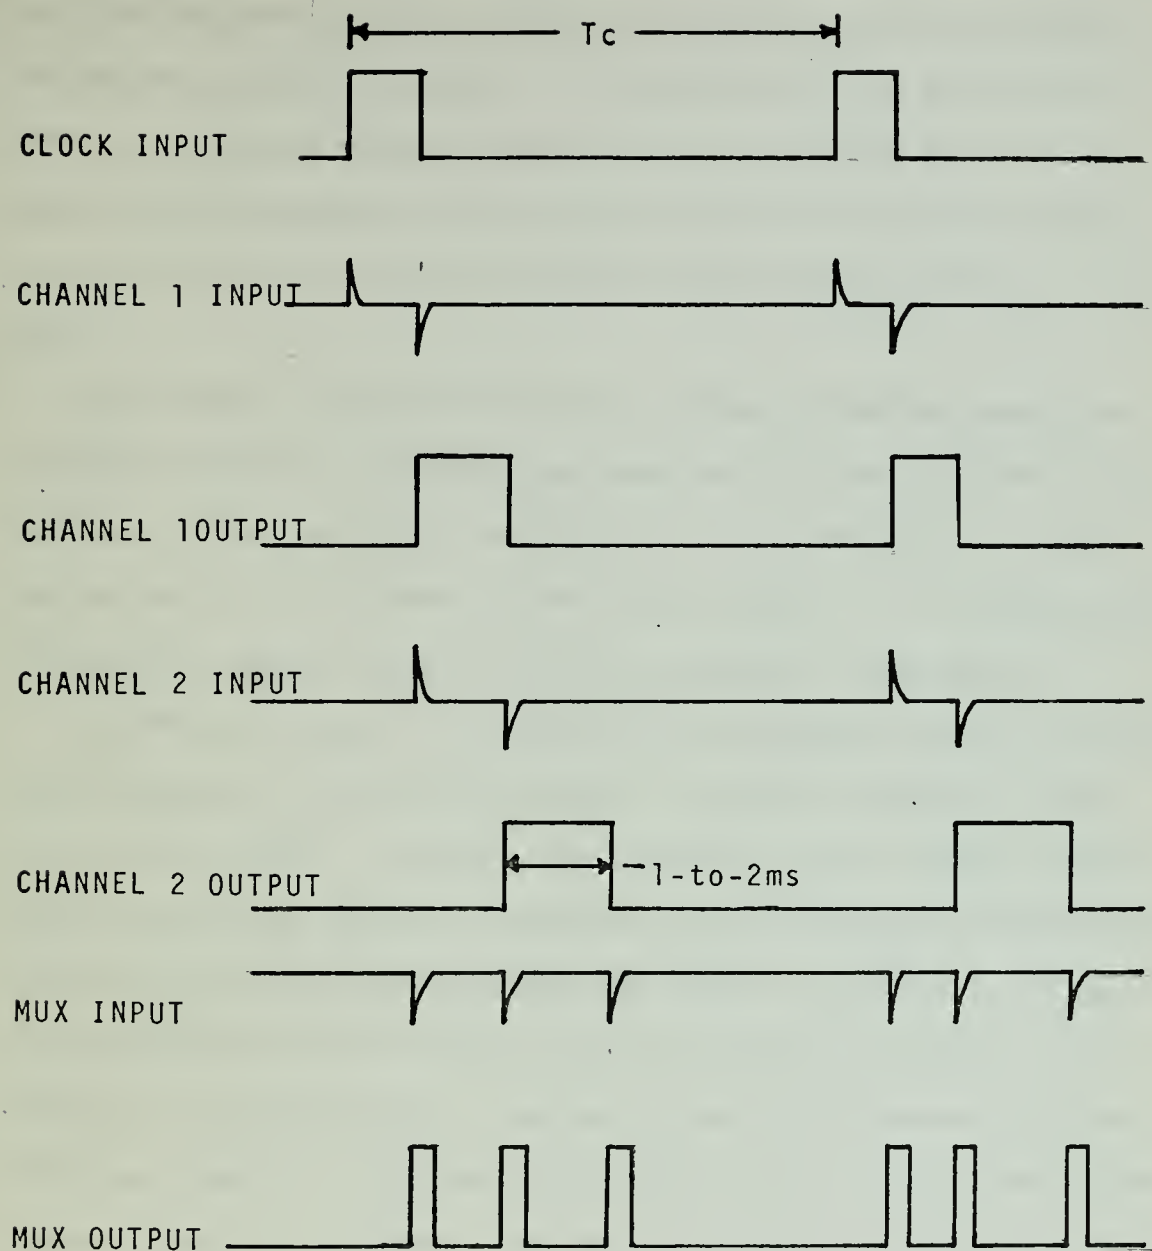 Tc
CLOCK INPUT
CHANNEL 1 INPUT
CHANNEL 1OUTPUT
CHANNEL 2 INPUT
CHANNEL 2 OUTPUT
1-to-2ms
MUX INPUT
MUX OUTPUT